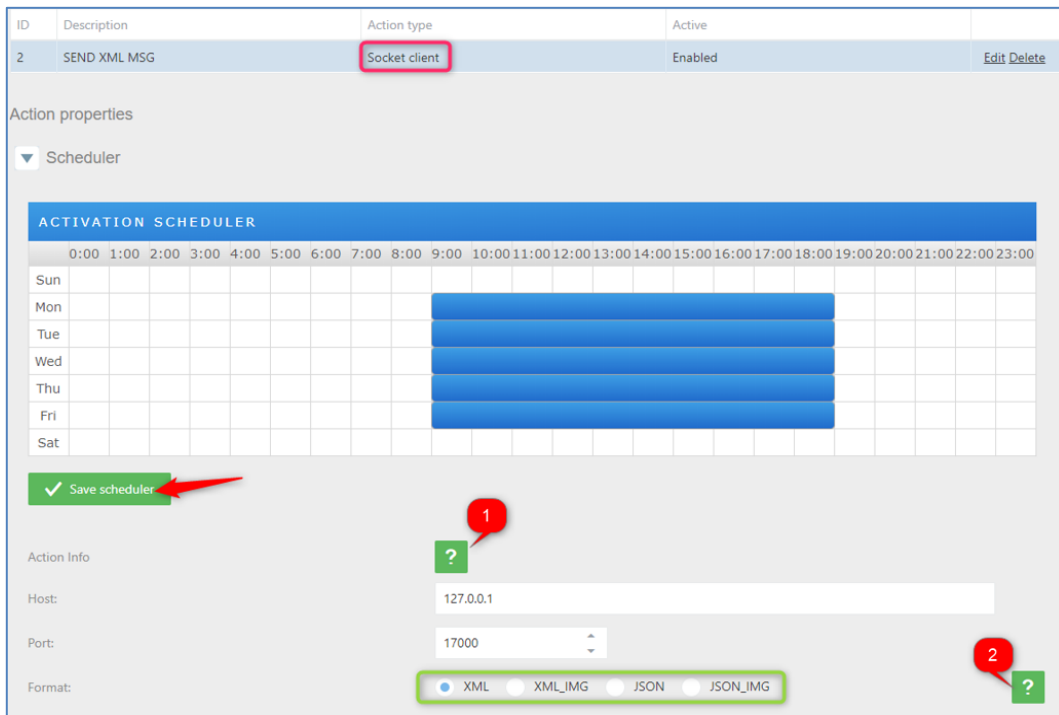 ID Description Action type Active
2 SEND XML MSG Socket client Enabled Edit Delete
Action properties
Scheduler
ACTIVATION SCHEDULER
0:00 1:00 2:00 3:00 4:00 5:00 6:00 7:00 8:00 9:00 10:00 11:00 12:00 13:00 14:00 15:00 16:00 17:00 18:00 19:00 20:00 21:00 22:00 23:00
Sun
Mon
Tue
Wed
Thu
Fri
Sat
Save scheduler
1
Action Info ?
Host: 127.0.0.1
Port: 17000
2
Format: XML XML_IMG JSON JSON_IMG ?